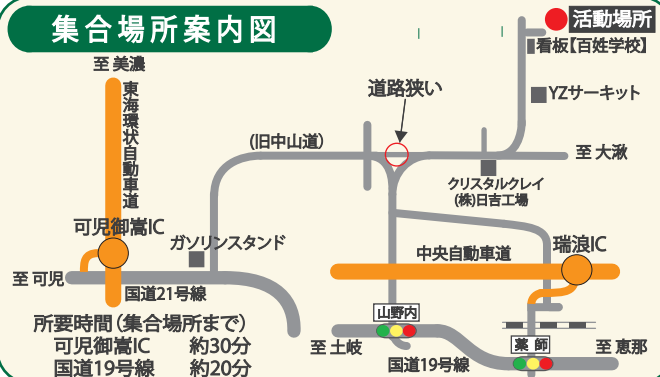 集合場所案内図
活動場所
看板【百姓学校】
至 美濃
東海環状自動車道
道路狭い
YZサーキット
(旧中山道)
至 大湫
クリスタルクレイ
(株)日吉工場
可児御嵩IC
ガソリンスタンド
中央自動車道
瑞浪IC
至 可児
国道21号線
所要時間(集合場所まで)
可児御嵩IC 約30分
国道19号線 約20分
山野内
至 土岐
国道19号線
薬師
至 恵那